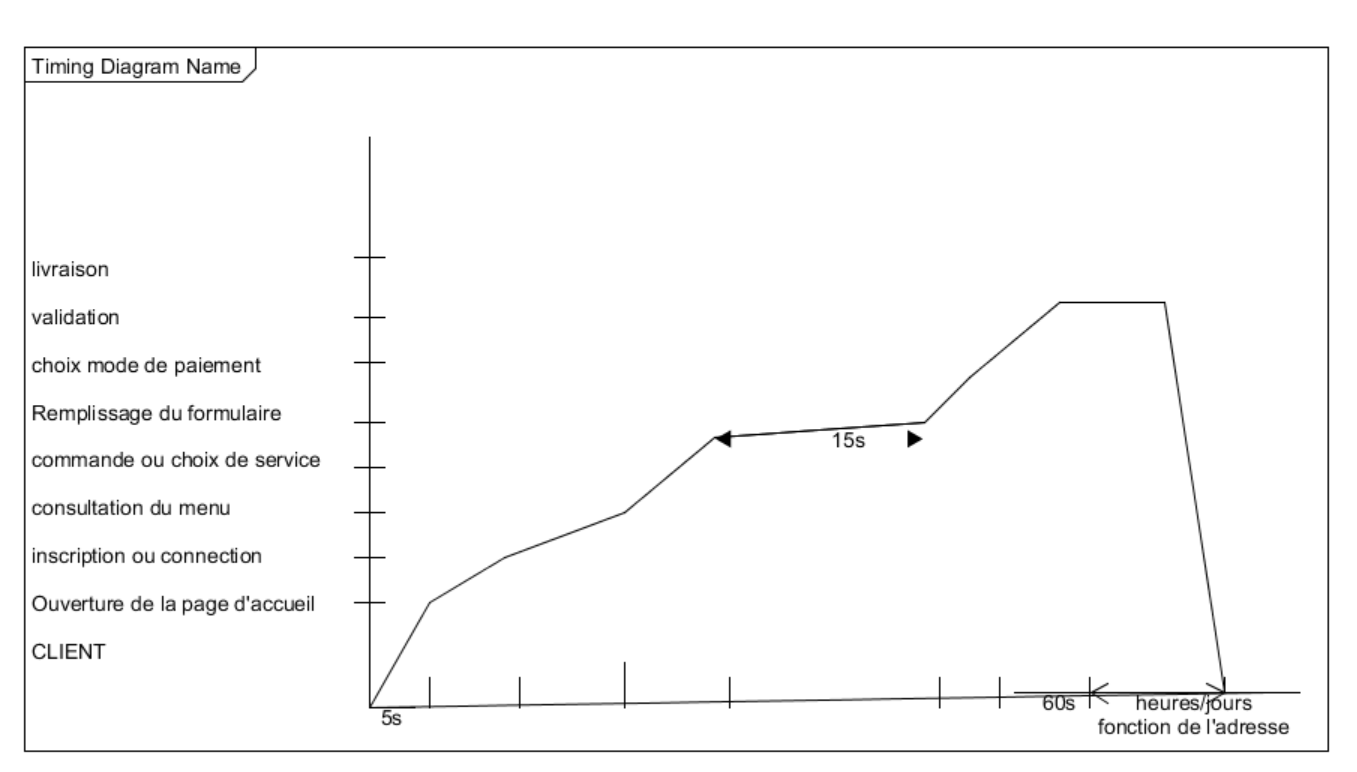 Timing Diagram Name
livraison
validation
choix mode de paiement
Remplissage du formulaire
commande ou choix de service
15s
consultation du menu
inscription ou connection
Ouverture de la page d'accueil
CLIENT
5s
60s
heures/jours
fonction de l'adresse